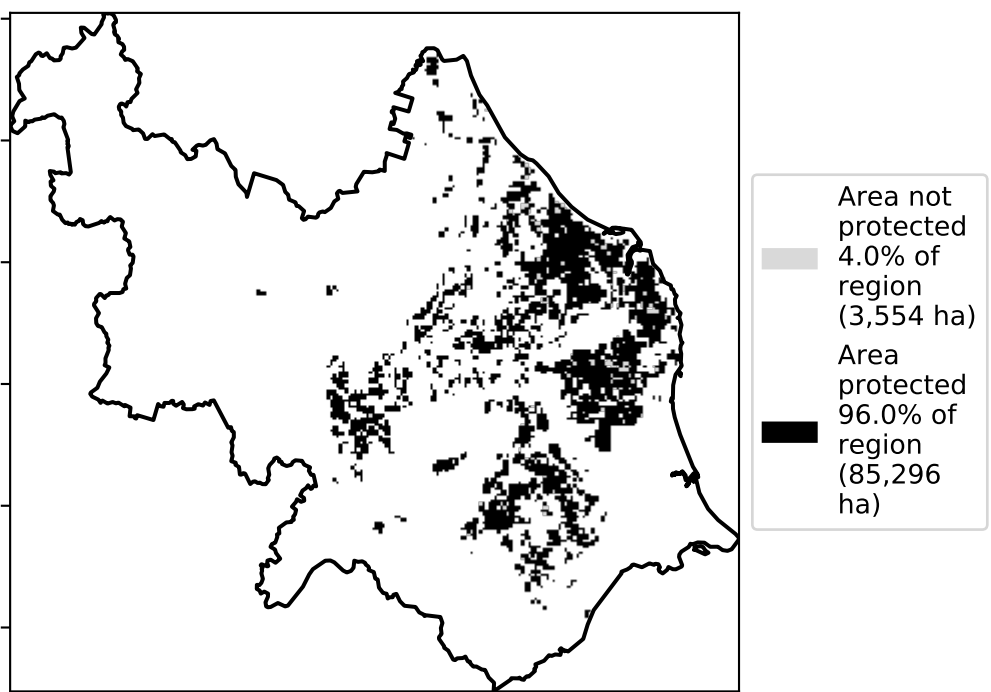 Area not
protected
4.0% of
region
(3,554 ha)
Area
protected
96.0% of
region
(85,296
ha)